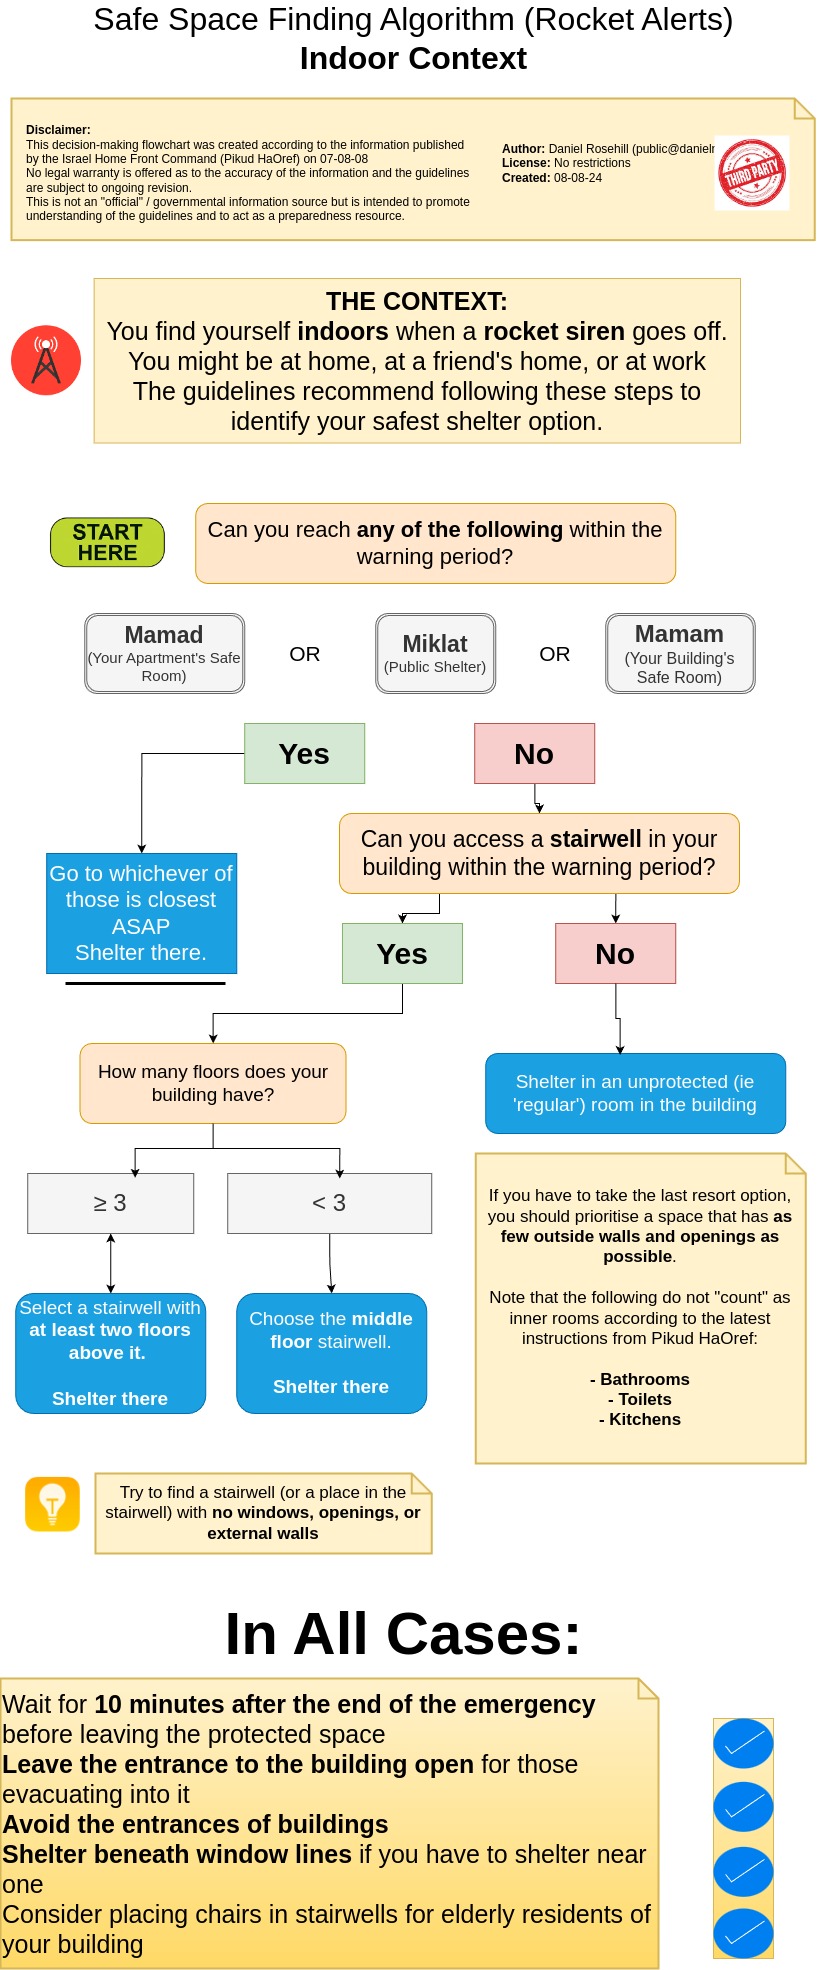 Safe Space Finding Algorithm (Rocket Alerts)
Indoor Context
Disclaimer:
This decision-making flowchart was created according to the information published
by the Israel Home Front Command (Pikud HaOref) on 07-08-08
No legal warranty is offered as to the accuracy of the information and the guidelines
are subject to ongoing revision.
This is not an "official" / governmental information source but is intended to promote
understanding of the guidelines and to act as a preparedness resource.
Author: Daniel Rosehill (public@danielr
License: No restrictions
Created: 08-08-24
THIRD PARTY
THE CONTEXT:
You find yourself indoors when a rocket siren goes off.
You might be at home, at a friend's home, or at work
The guidelines recommend following these steps to
identify your safest shelter option.
START
HERE
Can you reach any of the following within the
warning period?
Mamad
(Your Apartment's Safe
Room)
OR
Miklat
(Public Shelter)
OR
Mamam
(Your Building's
Safe Room)
Yes
No
Can you access a stairwell in your
building within the warning period?
Go to whichever of
those is closest
ASAP
Shelter there.
Yes
No
How many floors does your
building have?
Shelter in an unprotected (ie
'regular') room in the building
≥ 3
< 3
Select a stairwell with
at least two floors
above it.
Shelter there
Choose the middle
floor stairwell.
Shelter there
If you have to take the last resort option,
you should prioritise a space that has as
few outside walls and openings as
possible.
Note that the following do not "count" as
inner rooms according to the latest
instructions from Pikud HaOref:
- Bathrooms
- Toilets
- Kitchens
Try to find a stairwell (or a place in the
stairwell) with no windows, openings, or
external walls
In All Cases:
Wait for 10 minutes after the end of the emergency
before leaving the protected space
Leave the entrance to the building open for those
evacuating into it
Avoid the entrances of buildings
Shelter beneath window lines if you have to shelter near
one
Consider placing chairs in stairwells for elderly residents of
your building